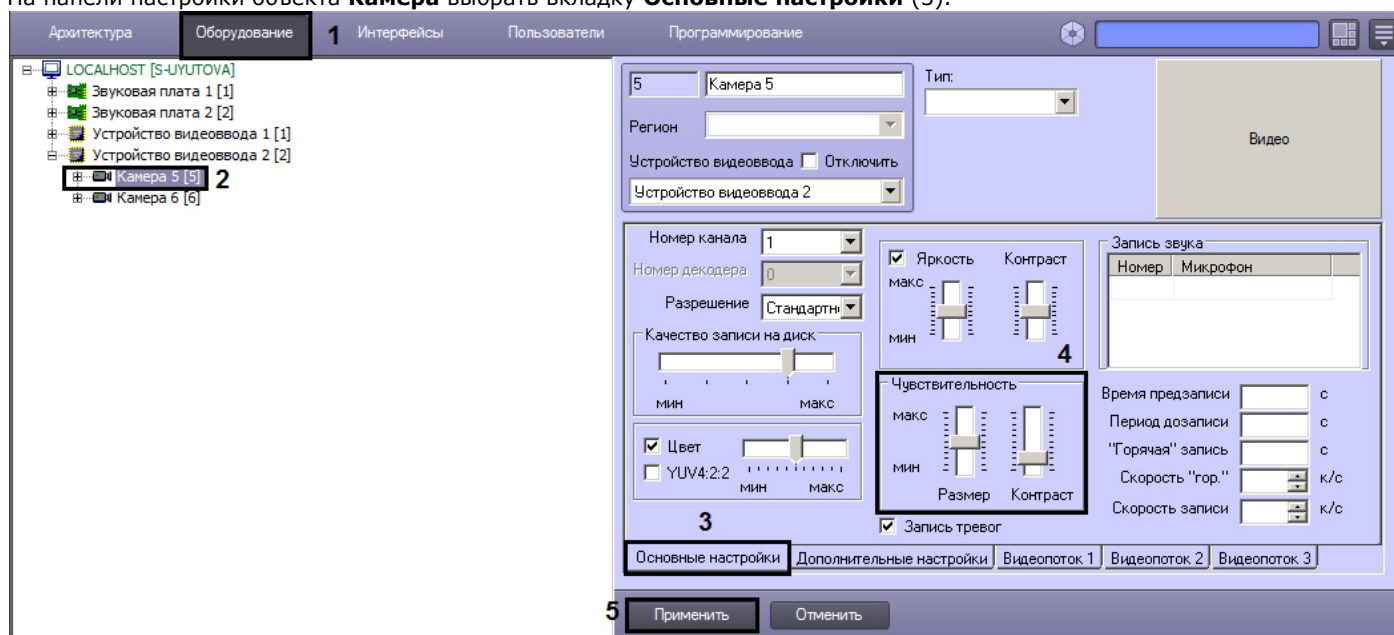 На панели настройки объекта Камера выбрать вкладку Основные настройки (3).
Архитектура Оборудование 1 Интерфейсы Пользователи Программирование
LOCALHOST [S-UYUTOVA]
Звуковая плата 1 [1]
Звуковая плата 2 [2]
Устройство видеоввода 1 [1]
Устройство видеоввода 2 [2]
Камера 5 [5] 2
Камера 6 [6]
5 Камера 5
Тип:
Регион
Устройство видеоввода Отключить
Устройство видеоввода 2
Видео
Номер канала 1
Номер декодера 0
Разрешение Стандартн
Качество записи на диск
мин макс
Цвет
YUV4:2:2
мин макс
3
Яркость Контраст
макс
мин
4
Чувствительность
макс
мин
Размер Контраст
Запись тревог
Запись звука
Номер Микрофон
Время предзаписи с
Период дозаписи с
"Горячая" запись с
Скорость "гор." к/с
Скорость записи к/с
Основные настройки Дополнительные настройки Видеопоток 1 Видеопоток 2 Видеопоток 3
5 Применить Отменить